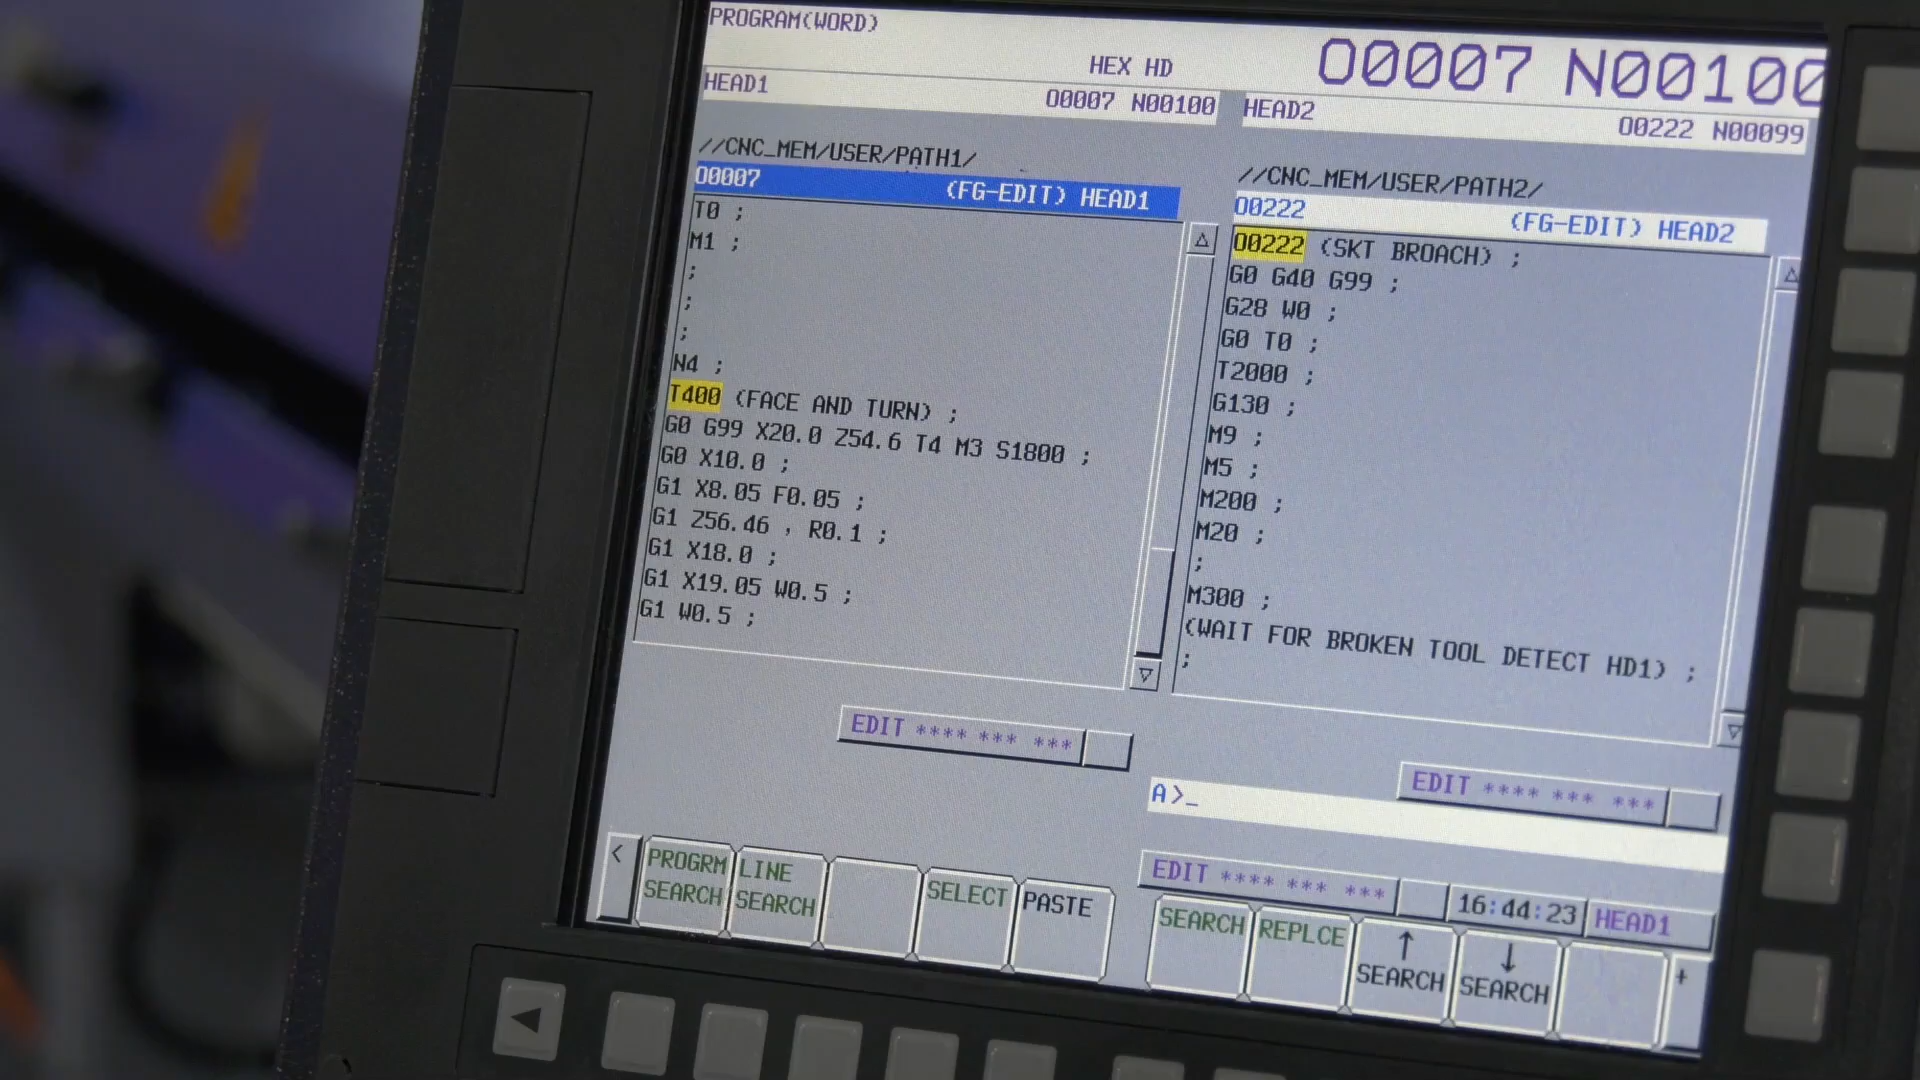 PROGRAM(WORD)
HEX HD
O0007 N00100
HEAD1
O0007 N00100
HEAD2
O0222 N00099
//CNC_MEM/USER/PATH1/
O0007 (FG-EDIT) HEAD1
T0 ;
M1 ;
;
;
;
N4 ;
T400 (FACE AND TURN) ;
G0 G99 X20.0 Z54.6 T4 M3 S1800 ;
G0 X10.0 ;
G1 X8.05 F0.05 ;
G1 Z56.46 , R0.1 ;
G1 X18.0 ;
G1 X19.05 W0.5 ;
G1 W0.5 ;
EDIT **** *** ***
//CNC_MEM/USER/PATH2/
O0222 (FG-EDIT) HEAD2
O0222 (SKT BROACH) ;
G0 G40 G99 ;
G28 W0 ;
G0 T0 ;
T2000 ;
G130 ;
M9 ;
M5 ;
M200 ;
M20 ;
;
M300 ;
(WAIT FOR BROKEN TOOL DETECT HD1) ;
;
EDIT **** *** ***
A>_
EDIT **** *** *** 16:44:23 HEAD1
< PROGRM SEARCH
LINE SEARCH
SELECT
PASTE
SEARCH
REPLCE
↑ SEARCH
↓ SEARCH
+